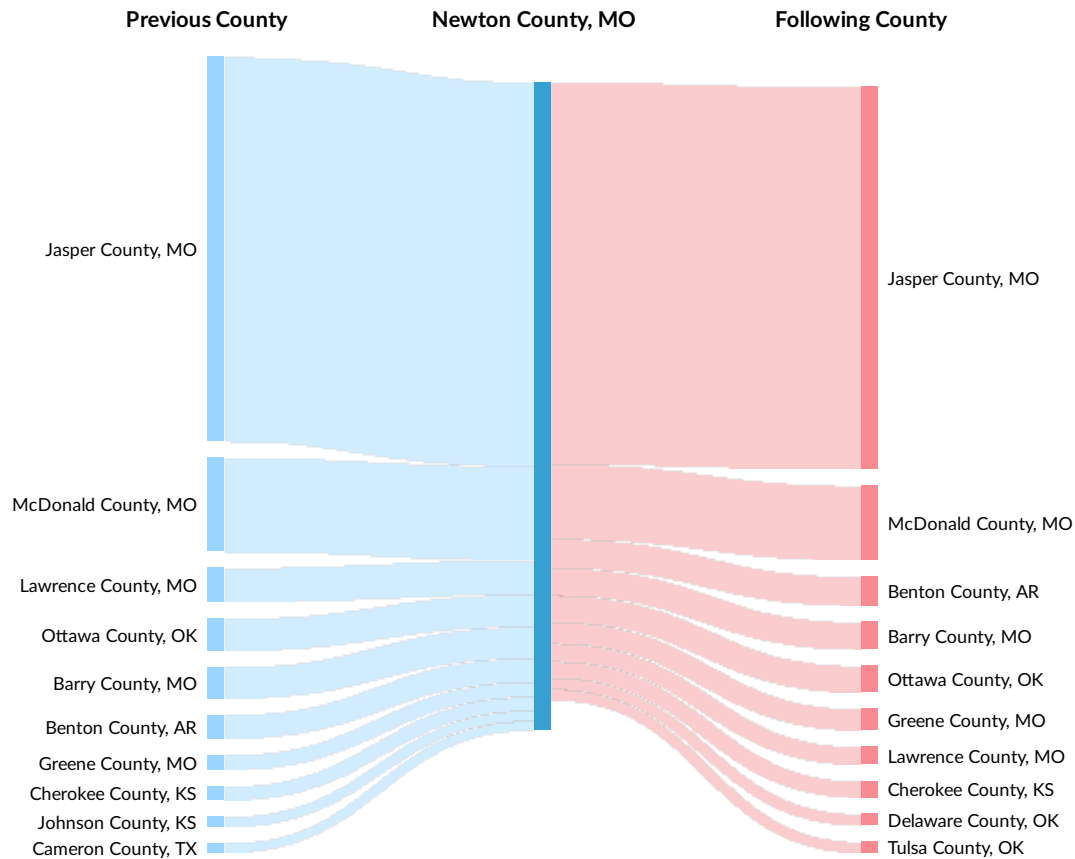 Previous County
Newton County, MO
Following County
Jasper County, MO
McDonald County, MO
Lawrence County, MO
Ottawa County, OK
Barry County, MO
Benton County, AR
Greene County, MO
Cherokee County, KS
Johnson County, KS
Cameron County, TX
Jasper County, MO
McDonald County, MO
Benton County, AR
Barry County, MO
Ottawa County, OK
Greene County, MO
Lawrence County, MO
Cherokee County, KS
Delaware County, OK
Tulsa County, OK